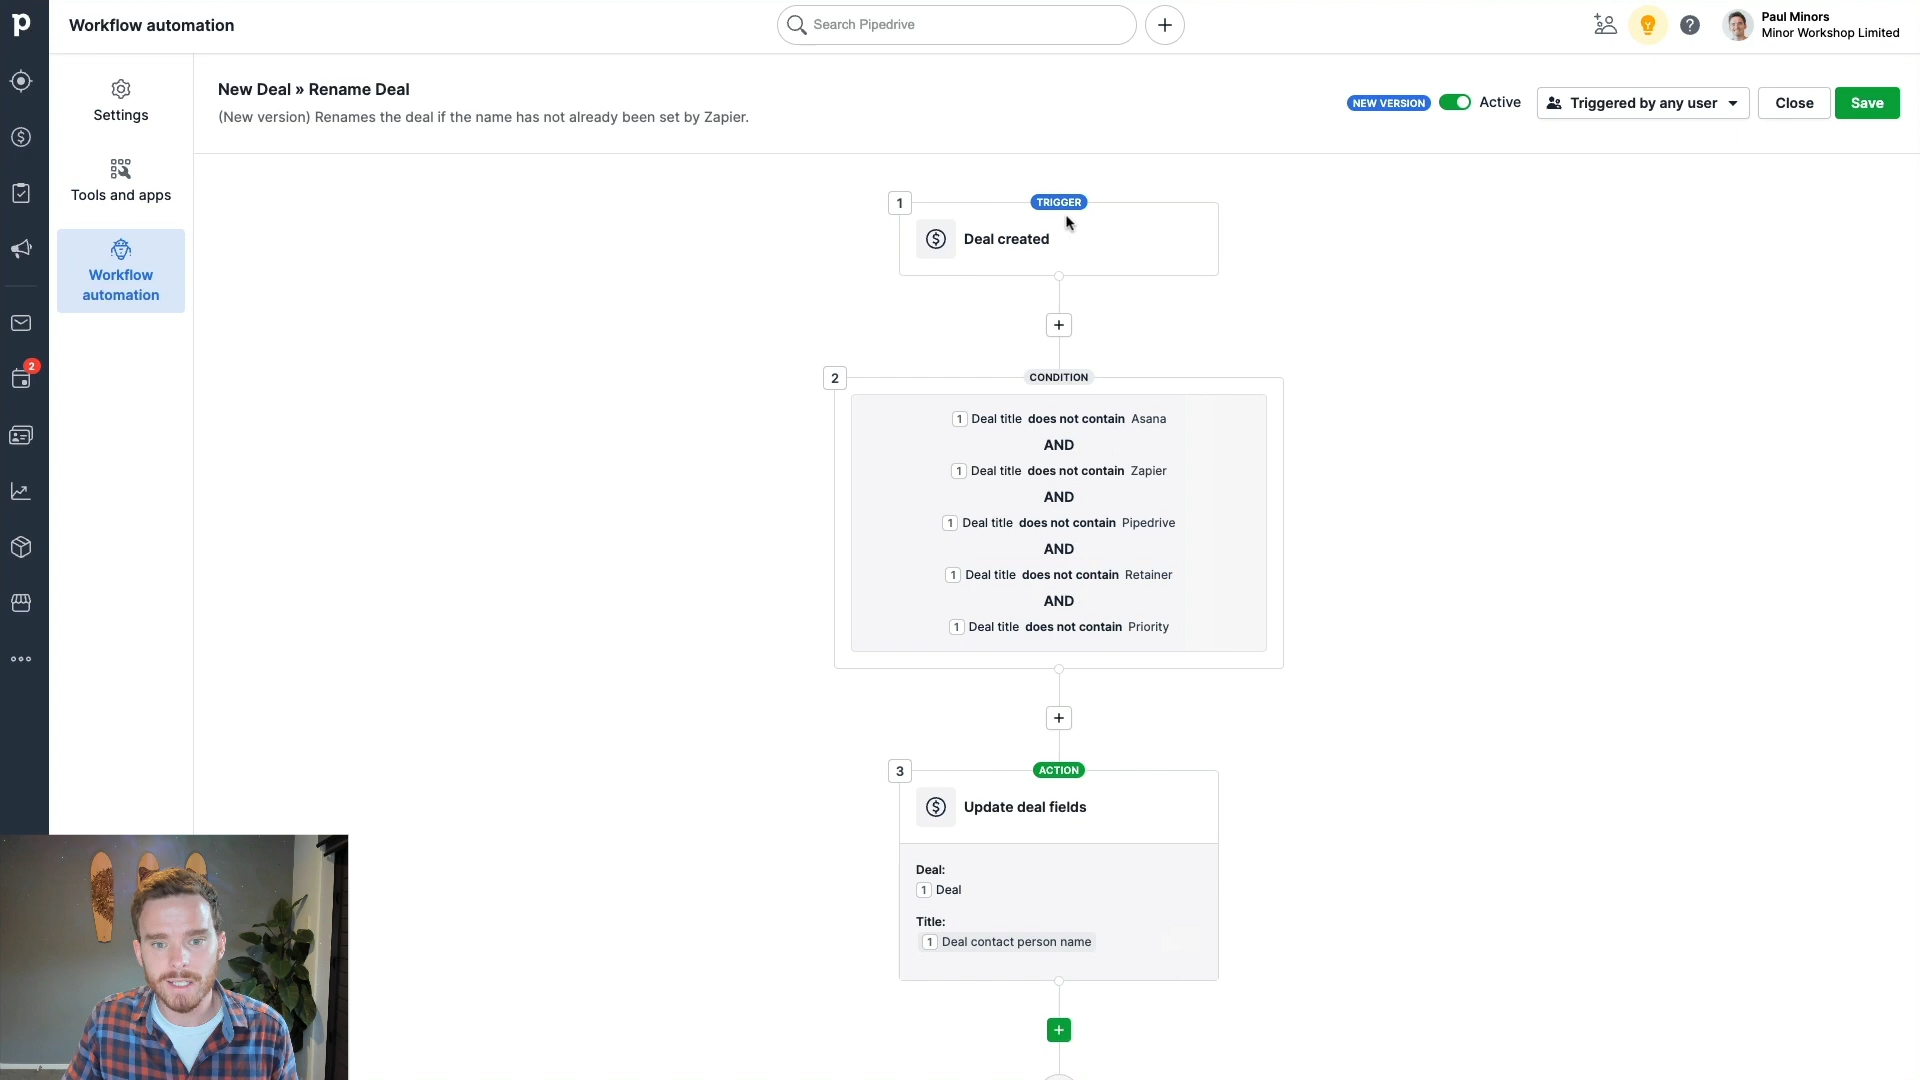 p
Workflow automation
Search Pipedrive
Paul Minors
Minor Workshop Limited
Settings
Tools and apps
Workflow
automation
2
New Deal » Rename Deal
(New version) Renames the deal if the name has not already been set by Zapier.
NEW VERSION
Active
Triggered by any user
Close
Save
1
TRIGGER
Deal created
2
CONDITION
1 Deal title does not contain Asana
AND
1 Deal title does not contain Zapier
AND
1 Deal title does not contain Pipedrive
AND
1 Deal title does not contain Retainer
AND
1 Deal title does not contain Priority
3
ACTION
Update deal fields
Deal:
1 Deal
Title:
1 Deal contact person name